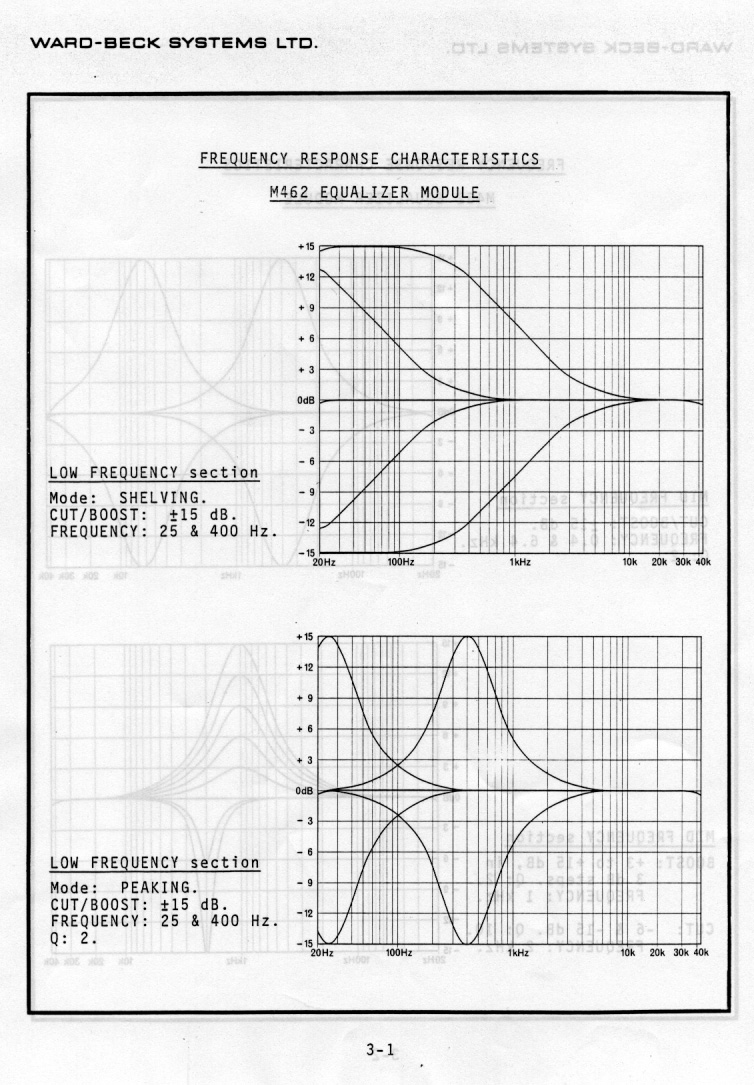 WARD-BECK SYSTEMS LTD.
FREQUENCY RESPONSE CHARACTERISTICS
M462 EQUALIZER MODULE
+15
+12
+ 9
+ 6
+ 3
0dB
- 3
- 6
- 9
-12
-15
20Hz 100Hz 1kHz 10k 20k 30k 40k
LOW FREQUENCY section
Mode: SHELVING.
CUT/BOOST: ±15 dB.
FREQUENCY: 25 & 400 Hz.
+15
+12
+ 9
+ 6
+ 3
0dB
- 3
- 6
- 9
-12
-15
20Hz 100Hz 1kHz 10k 20k 30k 40k
LOW FREQUENCY section
Mode: PEAKING.
CUT/BOOST: ±15 dB.
FREQUENCY: 25 & 400 Hz.
Q: 2.
3-1